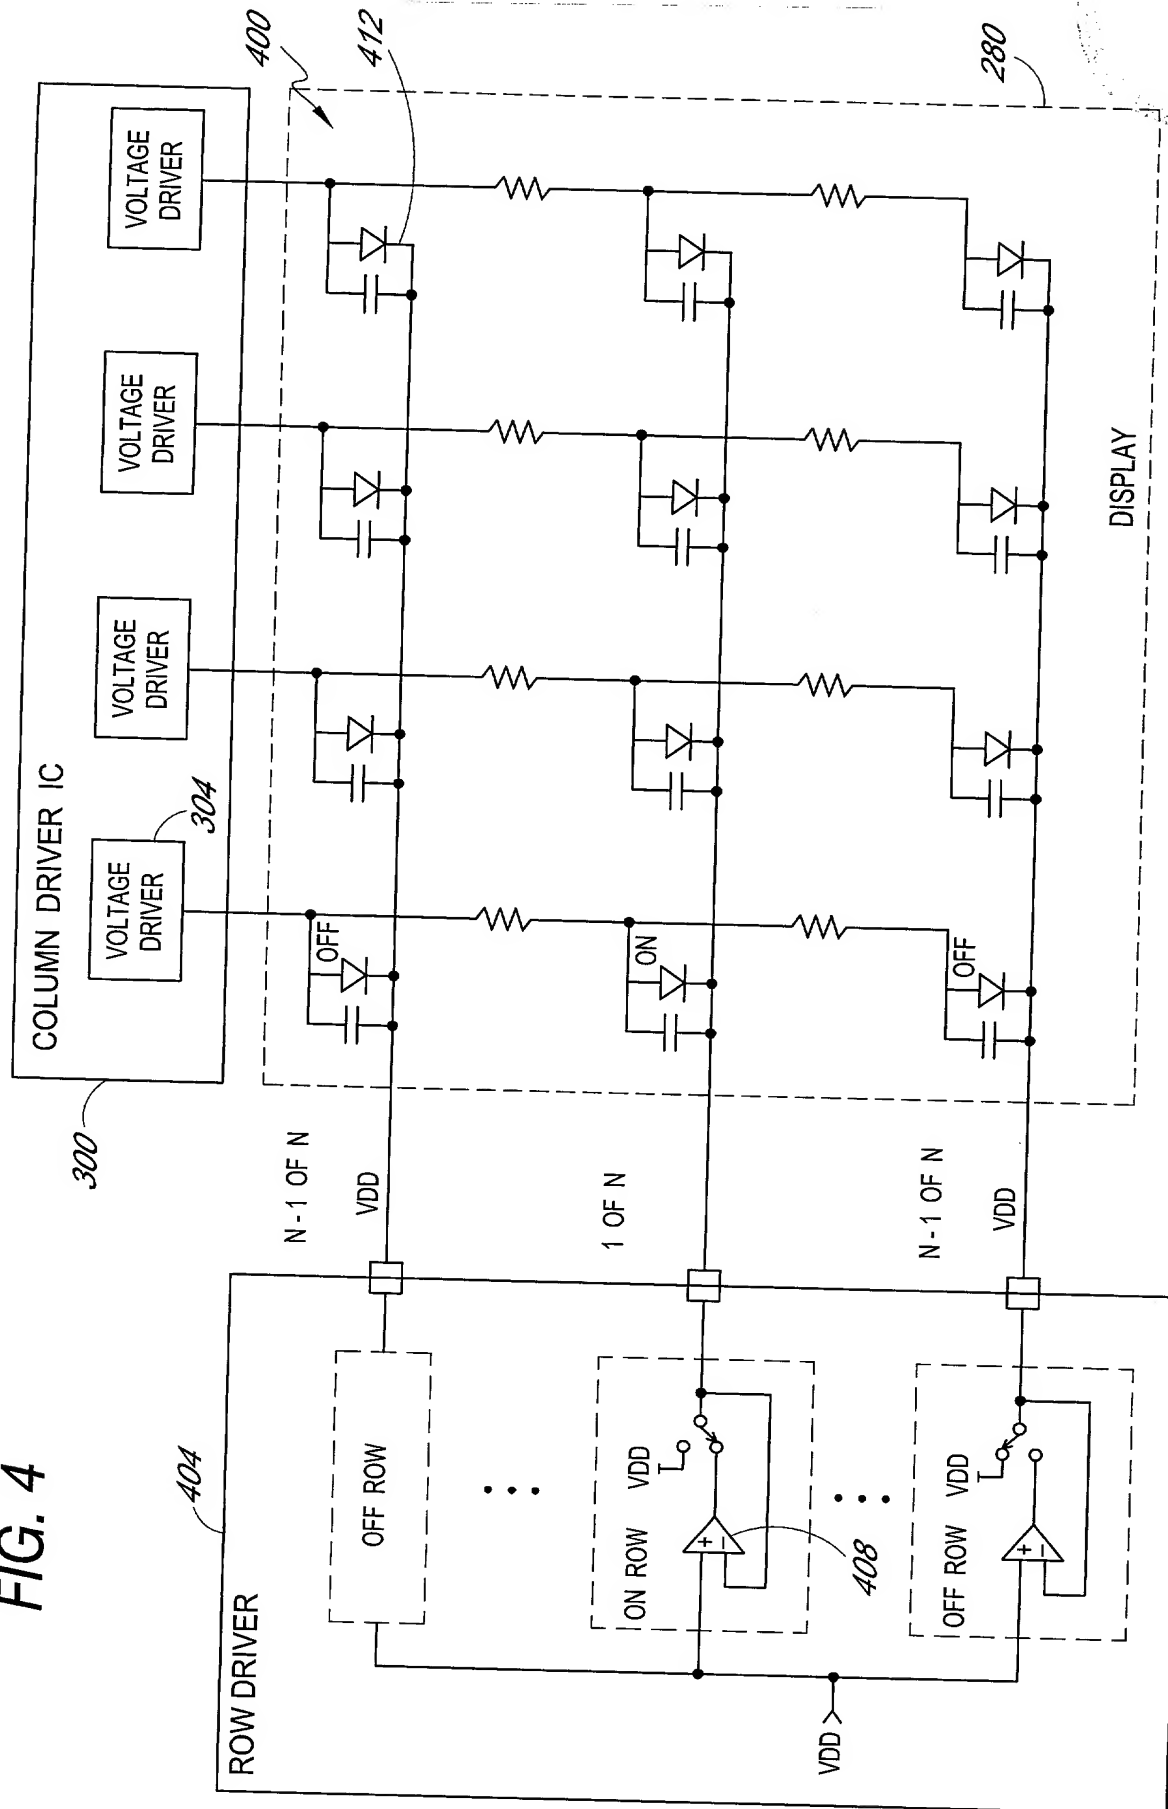 FIG. 4
COLUMN DRIVER IC
300
VOLTAGE
DRIVER
304
VOLTAGE
DRIVER
VOLTAGE
DRIVER
VOLTAGE
DRIVER
400
412
280
OFF
ON
OFF
DISPLAY
N-1 OF N
VDD
1 OF N
N-1 OF N
VDD
404
ROW DRIVER
OFF ROW
ON ROW
VDD
+
−
408
OFF ROW
VDD
+
−
VDD